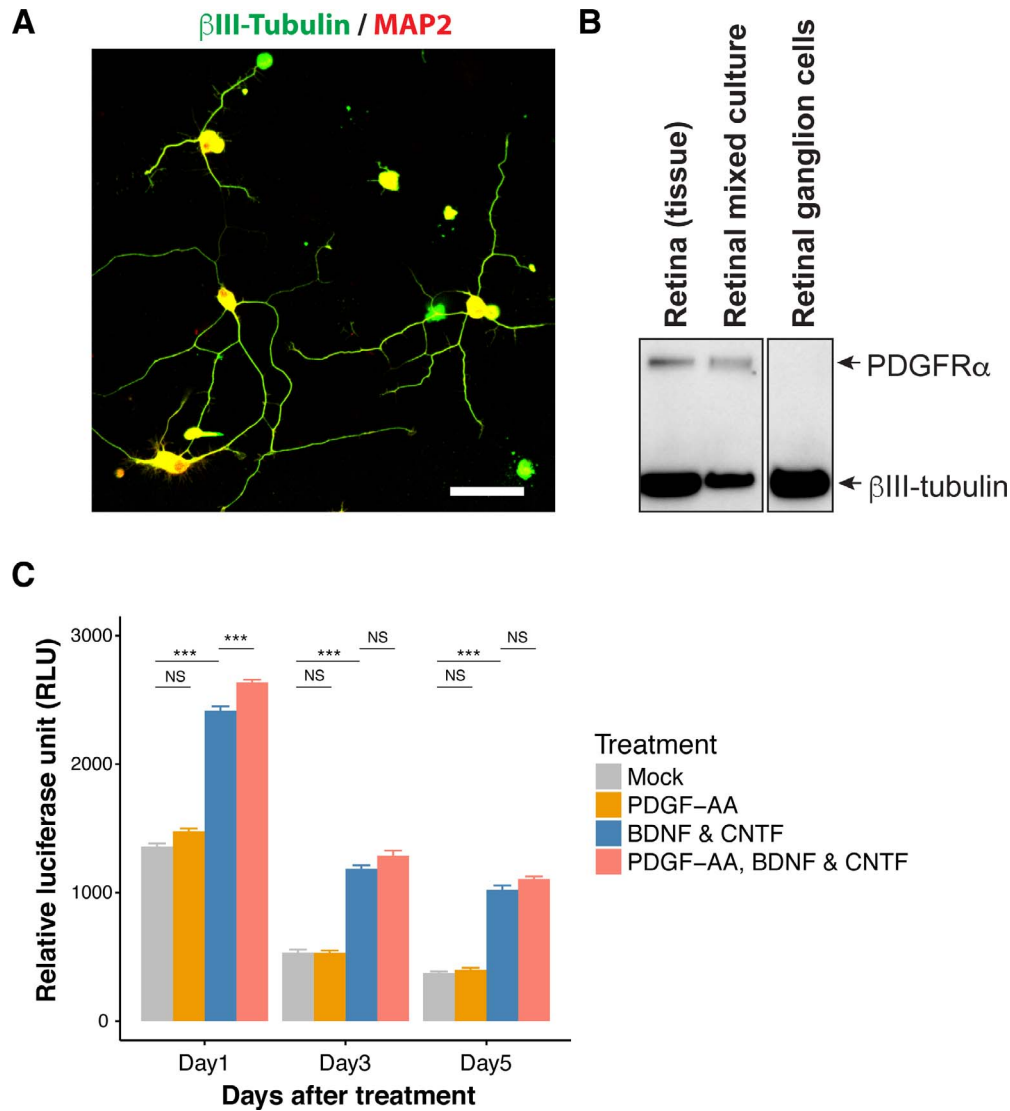 A
βIII-Tubulin / MAP2
B
Retina (tissue)
Retinal mixed culture
Retinal ganglion cells
PDGFRα
βIII-tubulin
C
Relative luciferase unit (RLU)
3000
2000
1000
0
***
***
NS
NS
***
NS
NS
***
NS
Day1
Day3
Day5
Days after treatment
Treatment
Mock
PDGF-AA
BDNF & CNTF
PDGF-AA, BDNF & CNTF